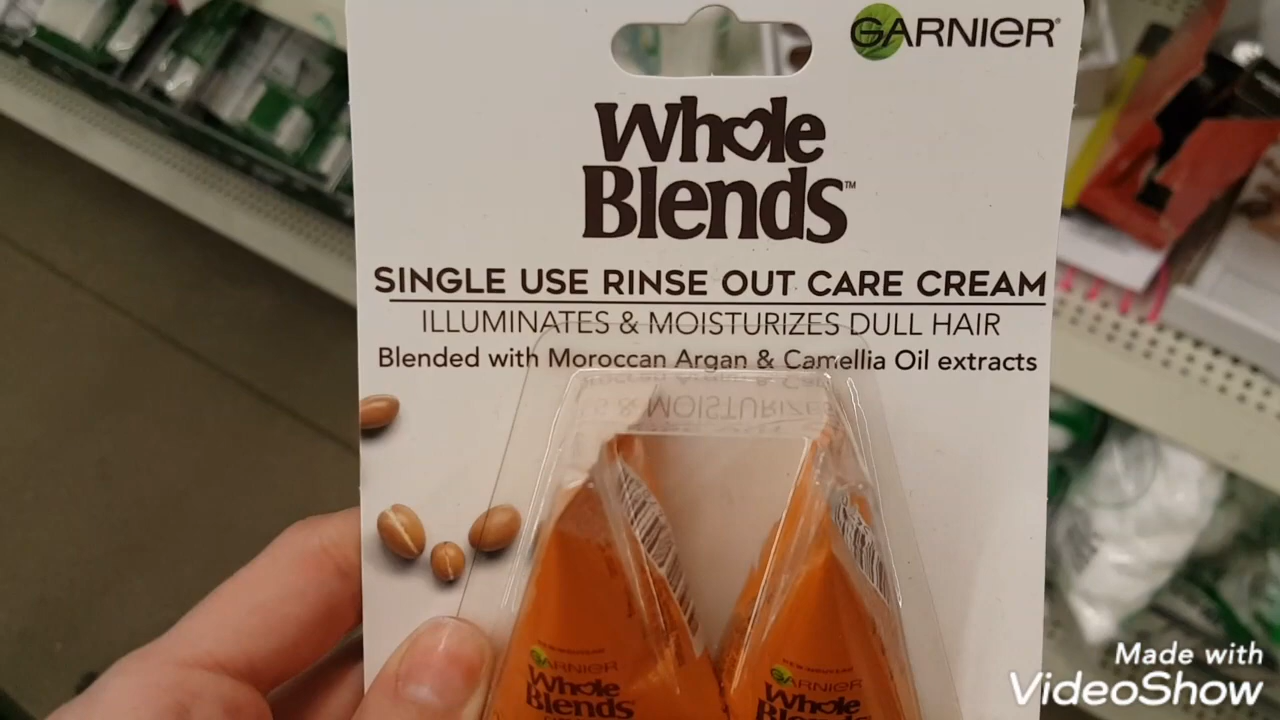 GARNIER
Whole
Blends™
SINGLE USE RINSE OUT CARE CREAM
ILLUMINATES & MOISTURIZES DULL HAIR
Blended with Moroccan Argan & Camellia Oil extracts
GARNIER
Whole
Blends
GARNIER
Whole
Blends
Made with
VideoShow